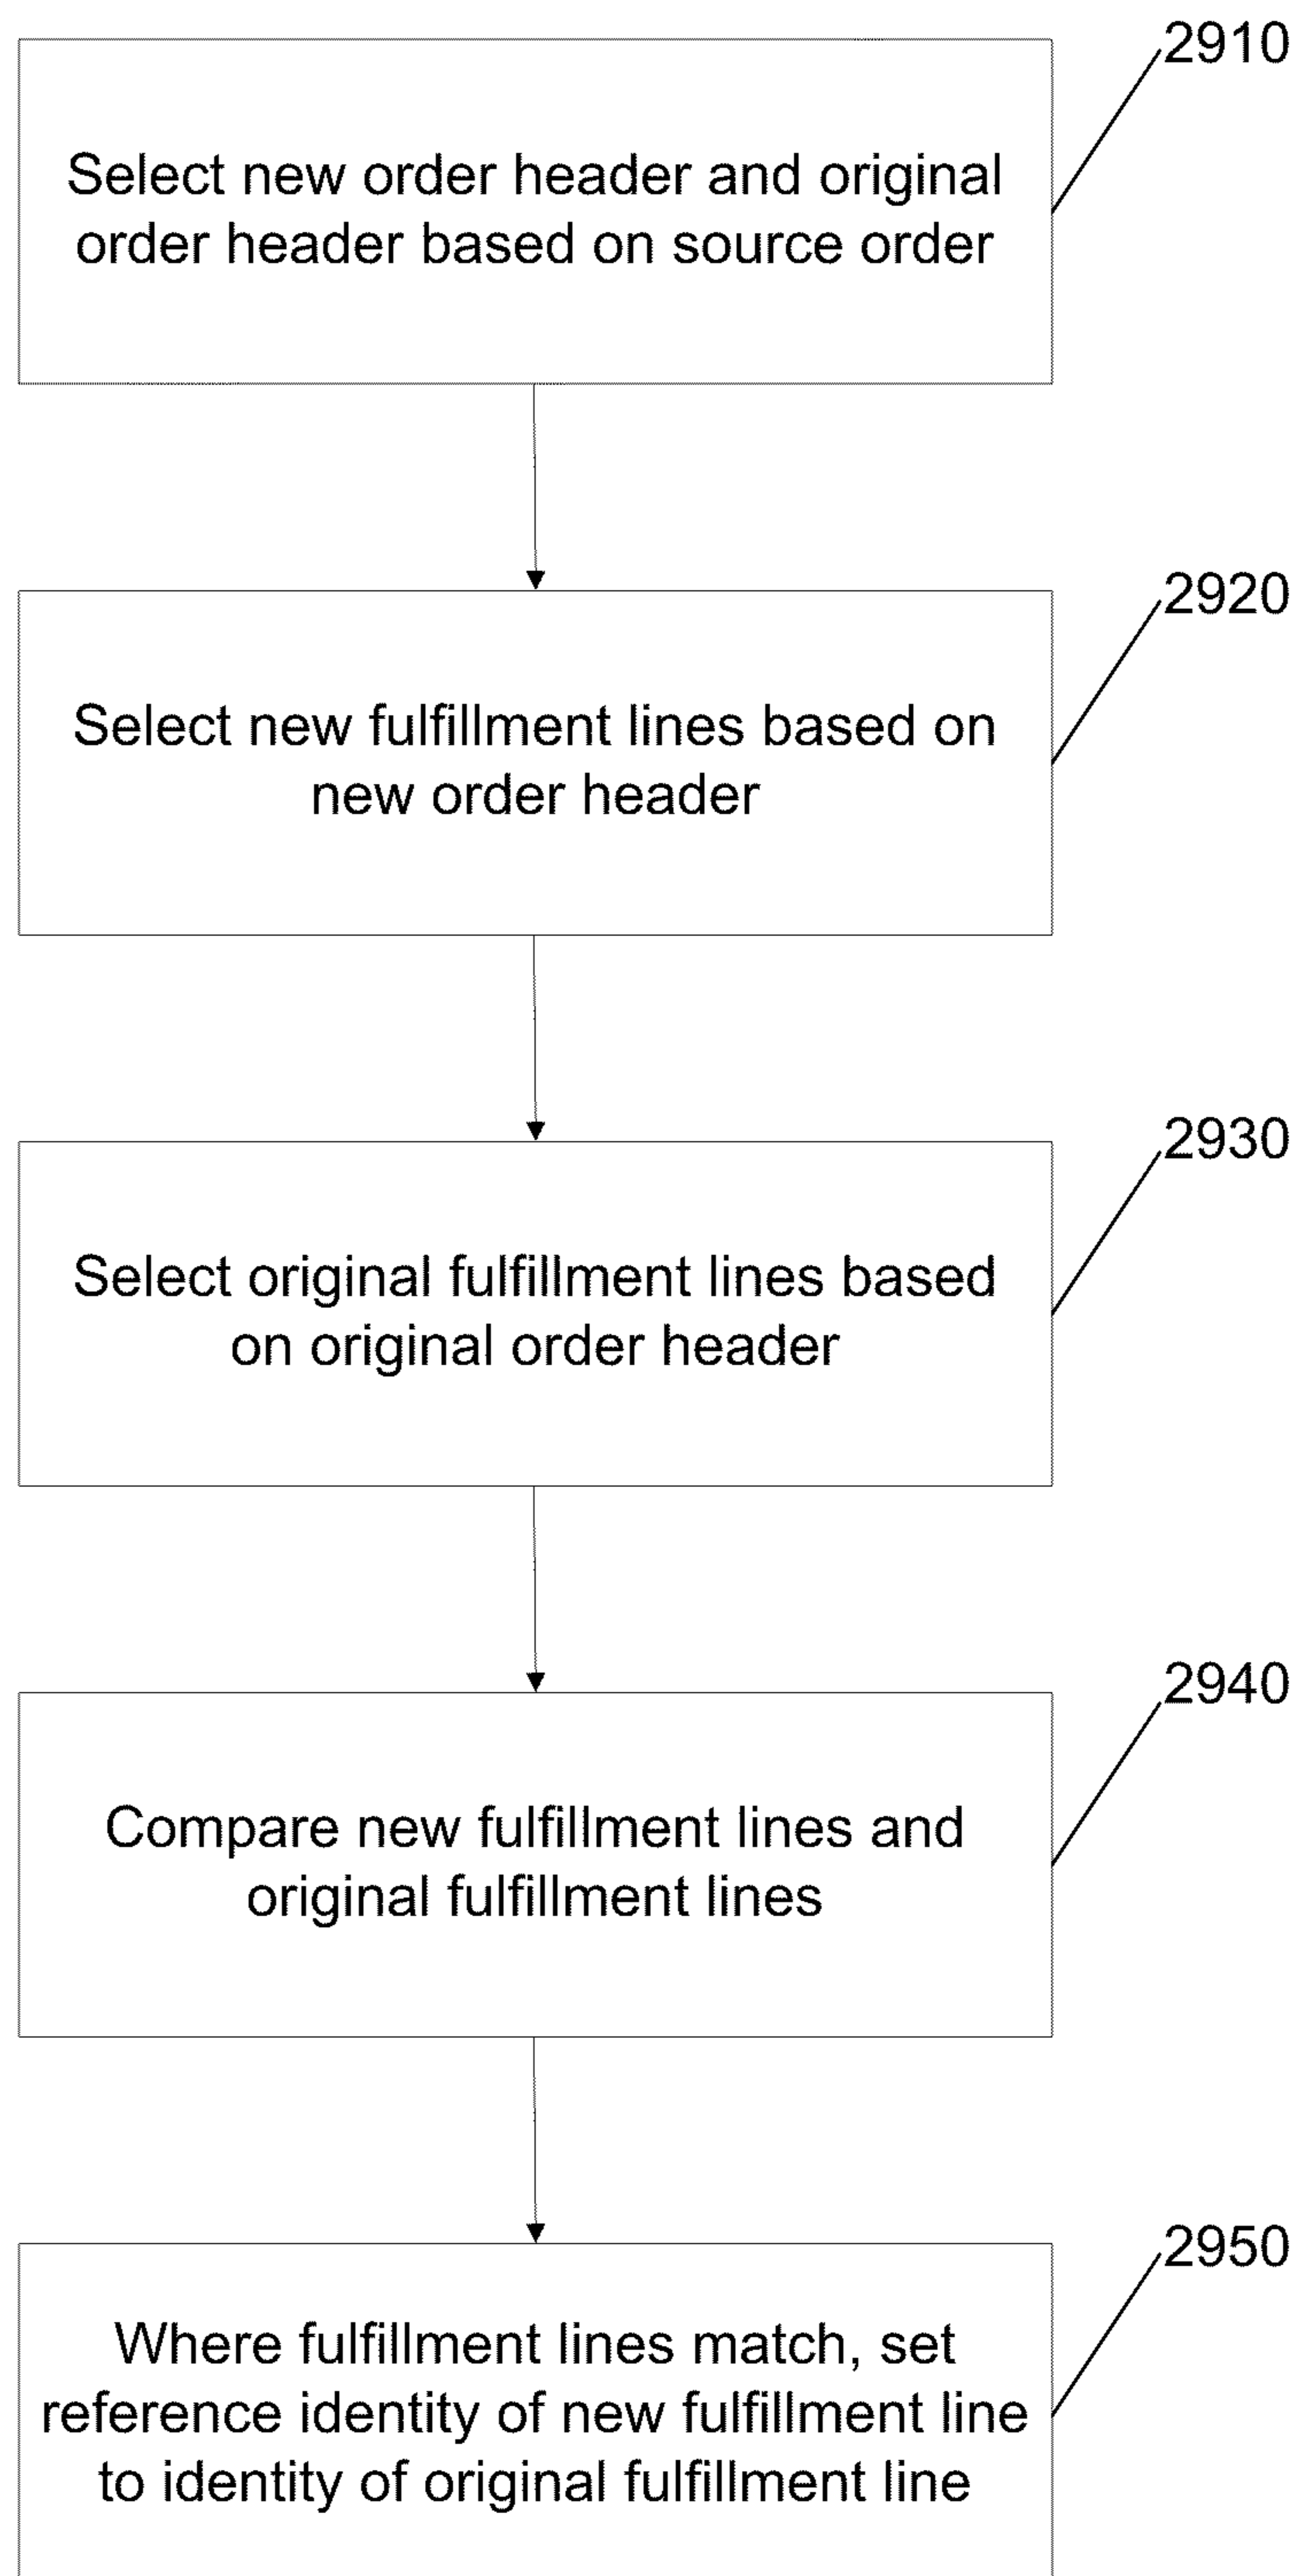 2910
Select new order header and original
order header based on source order
2920
Select new fulfillment lines based on
new order header
2930
Select original fulfillment lines based
on original order header
2940
Compare new fulfillment lines and
original fulfillment lines
2950
Where fulfillment lines match, set
reference identity of new fulfillment line
to identity of original fulfillment line